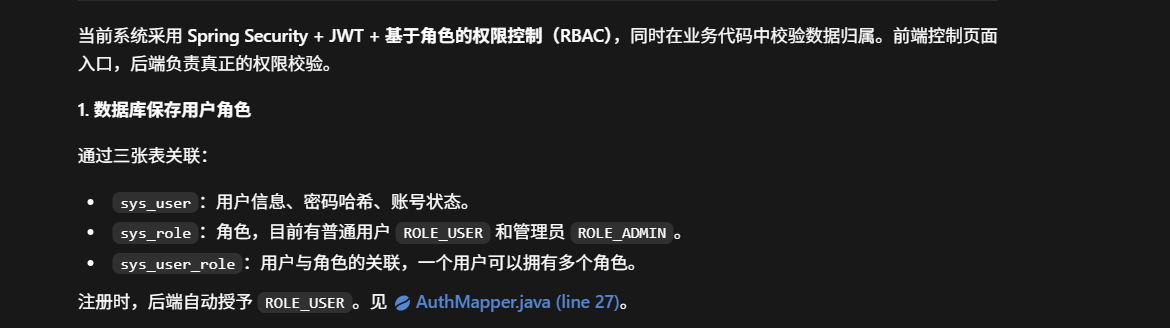 当前系统采用 Spring Security + JWT + 基于角色的权限控制（RBAC），同时在业务代码中校验数据归属。前端控制页面
入口，后端负责真正的权限校验。
1. 数据库保存用户角色
通过三张表关联：
• sys_user：用户信息、密码哈希、账号状态。
• sys_role：角色，目前有普通用户 ROLE_USER 和管理员 ROLE_ADMIN。
• sys_user_role：用户与角色的关联，一个用户可以拥有多个角色。
注册时，后端自动授予 ROLE_USER。见 AuthMapper.java (line 27)。